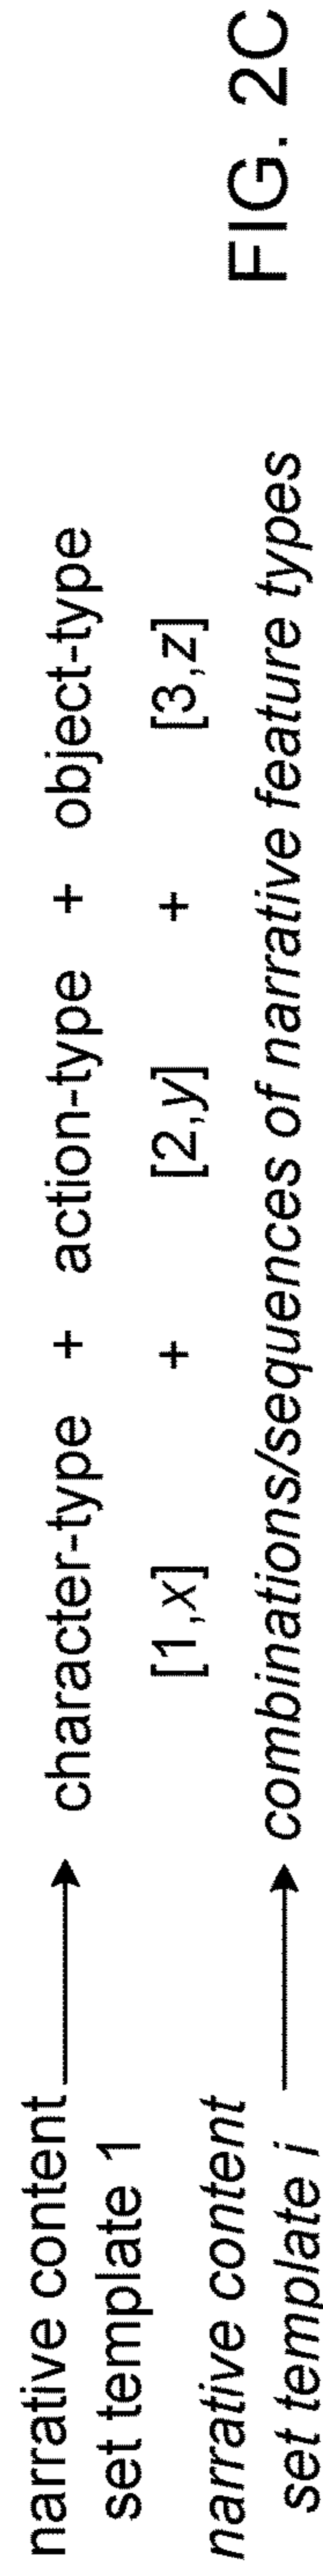 narrative content → character-type + action-type + object-type
set template 1
[1,x] + [2,y] + [3,z]
narrative content → combinations/sequences of narrative feature types
set template i
FIG. 2C